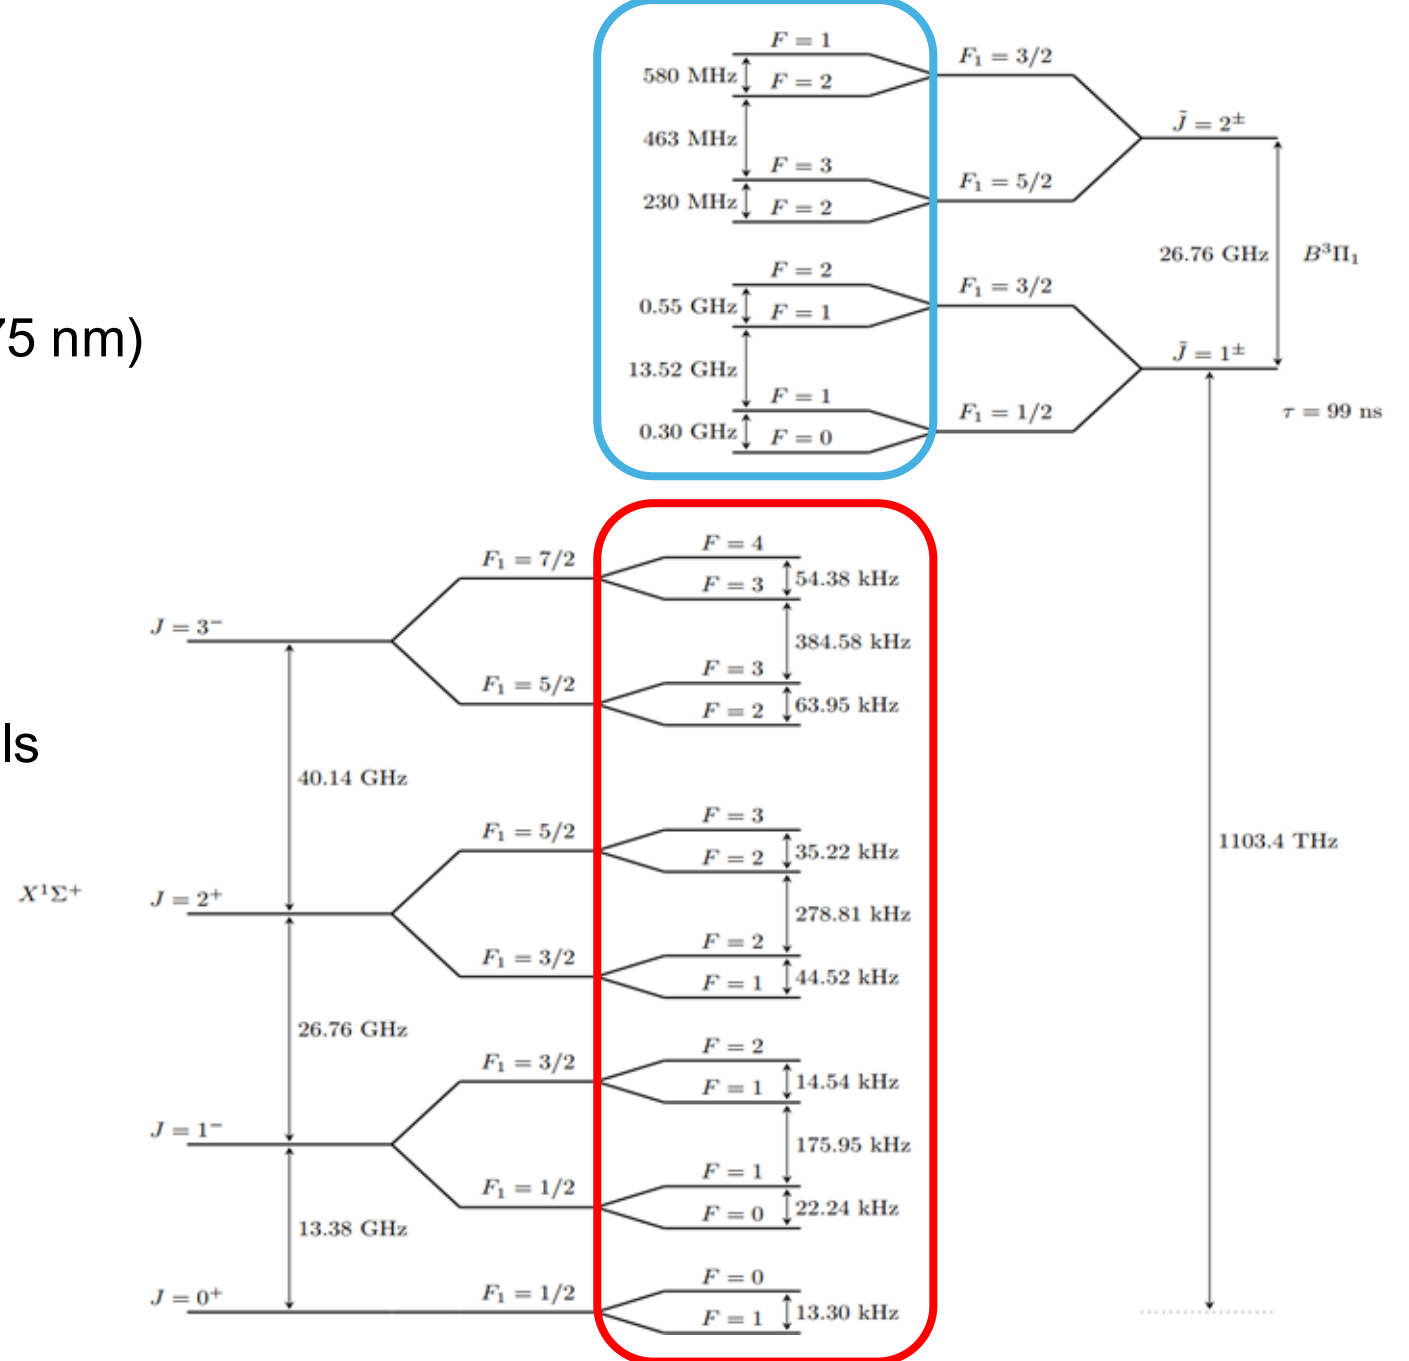 F = 1
F₁ = 3/2
580 MHz
F = 2
J̃ = 2±
463 MHz
F = 3
F₁ = 5/2
230 MHz
F = 2
26.76 GHz
B³Π₁
F = 2
F₁ = 3/2
0.55 GHz
F = 1
75 nm)
J̃ = 1±
13.52 GHz
F = 1
F₁ = 1/2
τ = 99 ns
0.30 GHz
F = 0
F = 4
F₁ = 7/2
54.38 kHz
F = 3
J = 3⁻
384.58 kHz
F = 3
F₁ = 5/2
63.95 kHz
F = 2
ls
40.14 GHz
F = 3
F₁ = 5/2
35.22 kHz
F = 2
1103.4 THz
X¹Σ⁺
J = 2⁺
278.81 kHz
F = 2
F₁ = 3/2
44.52 kHz
F = 1
26.76 GHz
F = 2
F₁ = 3/2
14.54 kHz
F = 1
J = 1⁻
175.95 kHz
F = 1
F₁ = 1/2
22.24 kHz
F = 0
13.38 GHz
F = 0
J = 0⁺
F₁ = 1/2
13.30 kHz
F = 1